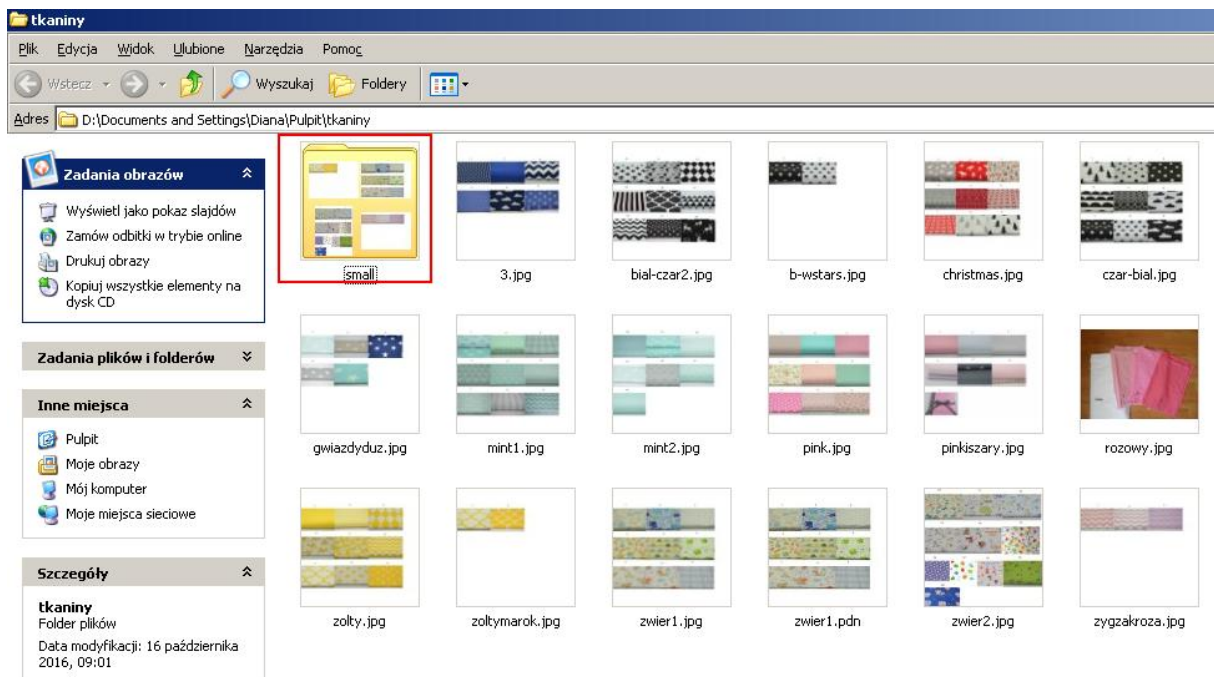 tkaniny
Plik Edycja Widok Ulubione Narzędzia Pomoc
Wstecz Wyszukaj Foldery
Adres D:\Documents and Settings\Diana\Pulpit\tkaniny
Zadania obrazów
Wyświetl jako pokaz slajdów
Zamów odbitki w trybie online
Drukuj obrazy
Kopiuj wszystkie elementy na
dysk CD
Zadania plików i folderów
Inne miejsca
Pulpit
Moje obrazy
Mój komputer
Moje miejsca sieciowe
Szczegóły
tkaniny
Folder plików
Data modyfikacji: 16 października
2016, 09:01
small 3.jpg bial-czar2.jpg b-wstars.jpg christmas.jpg czar-bial.jpg
gwiazdyduz.jpg mint1.jpg mint2.jpg pink.jpg pinkiszary.jpg rozowy.jpg
zolty.jpg zoltymarok.jpg zwier1.jpg zwier1.pdn zwier2.jpg zygzakroza.jpg